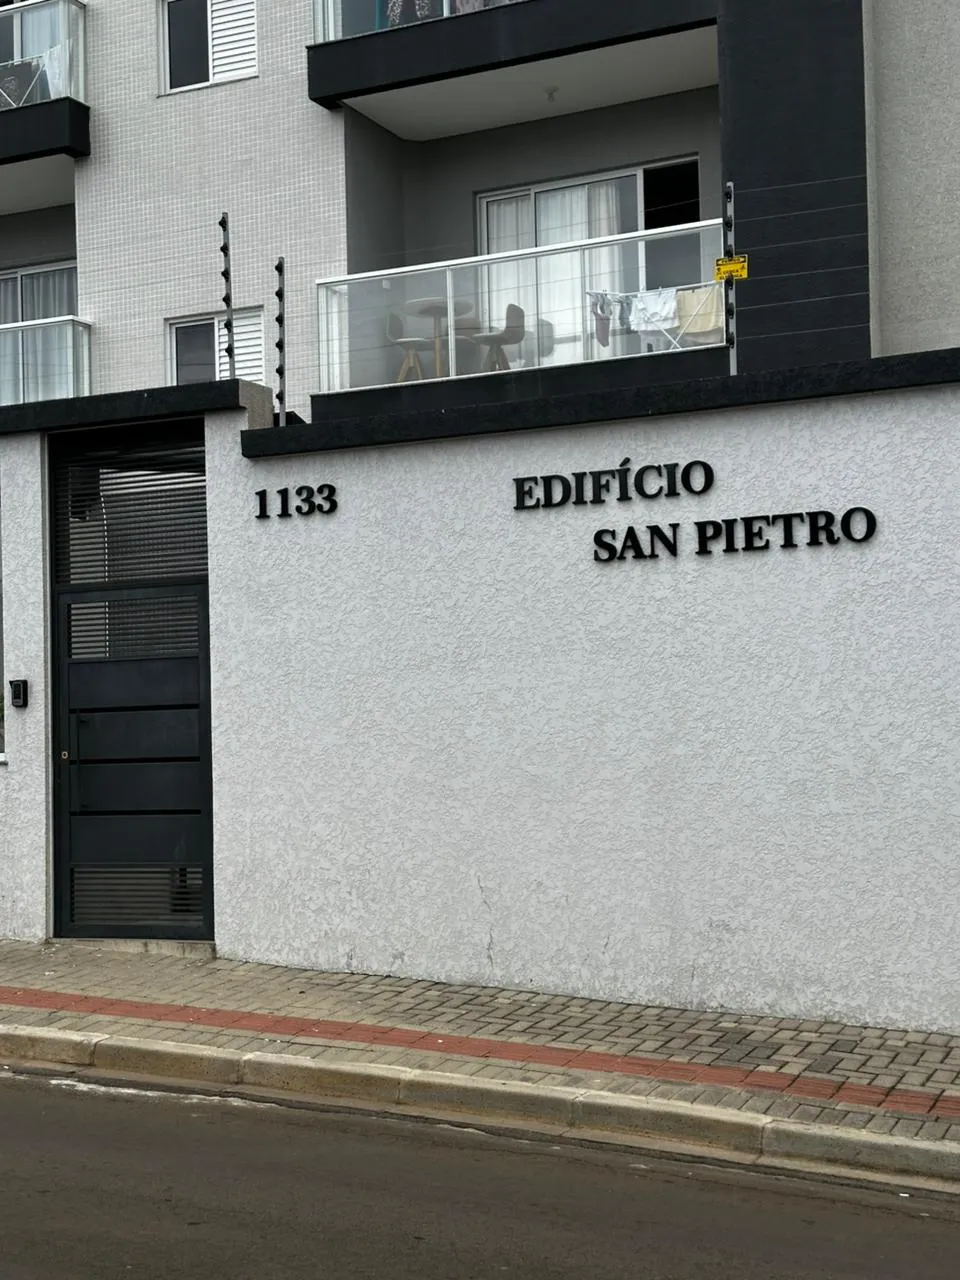 1133
EDIFÍCIO
SAN PIETRO